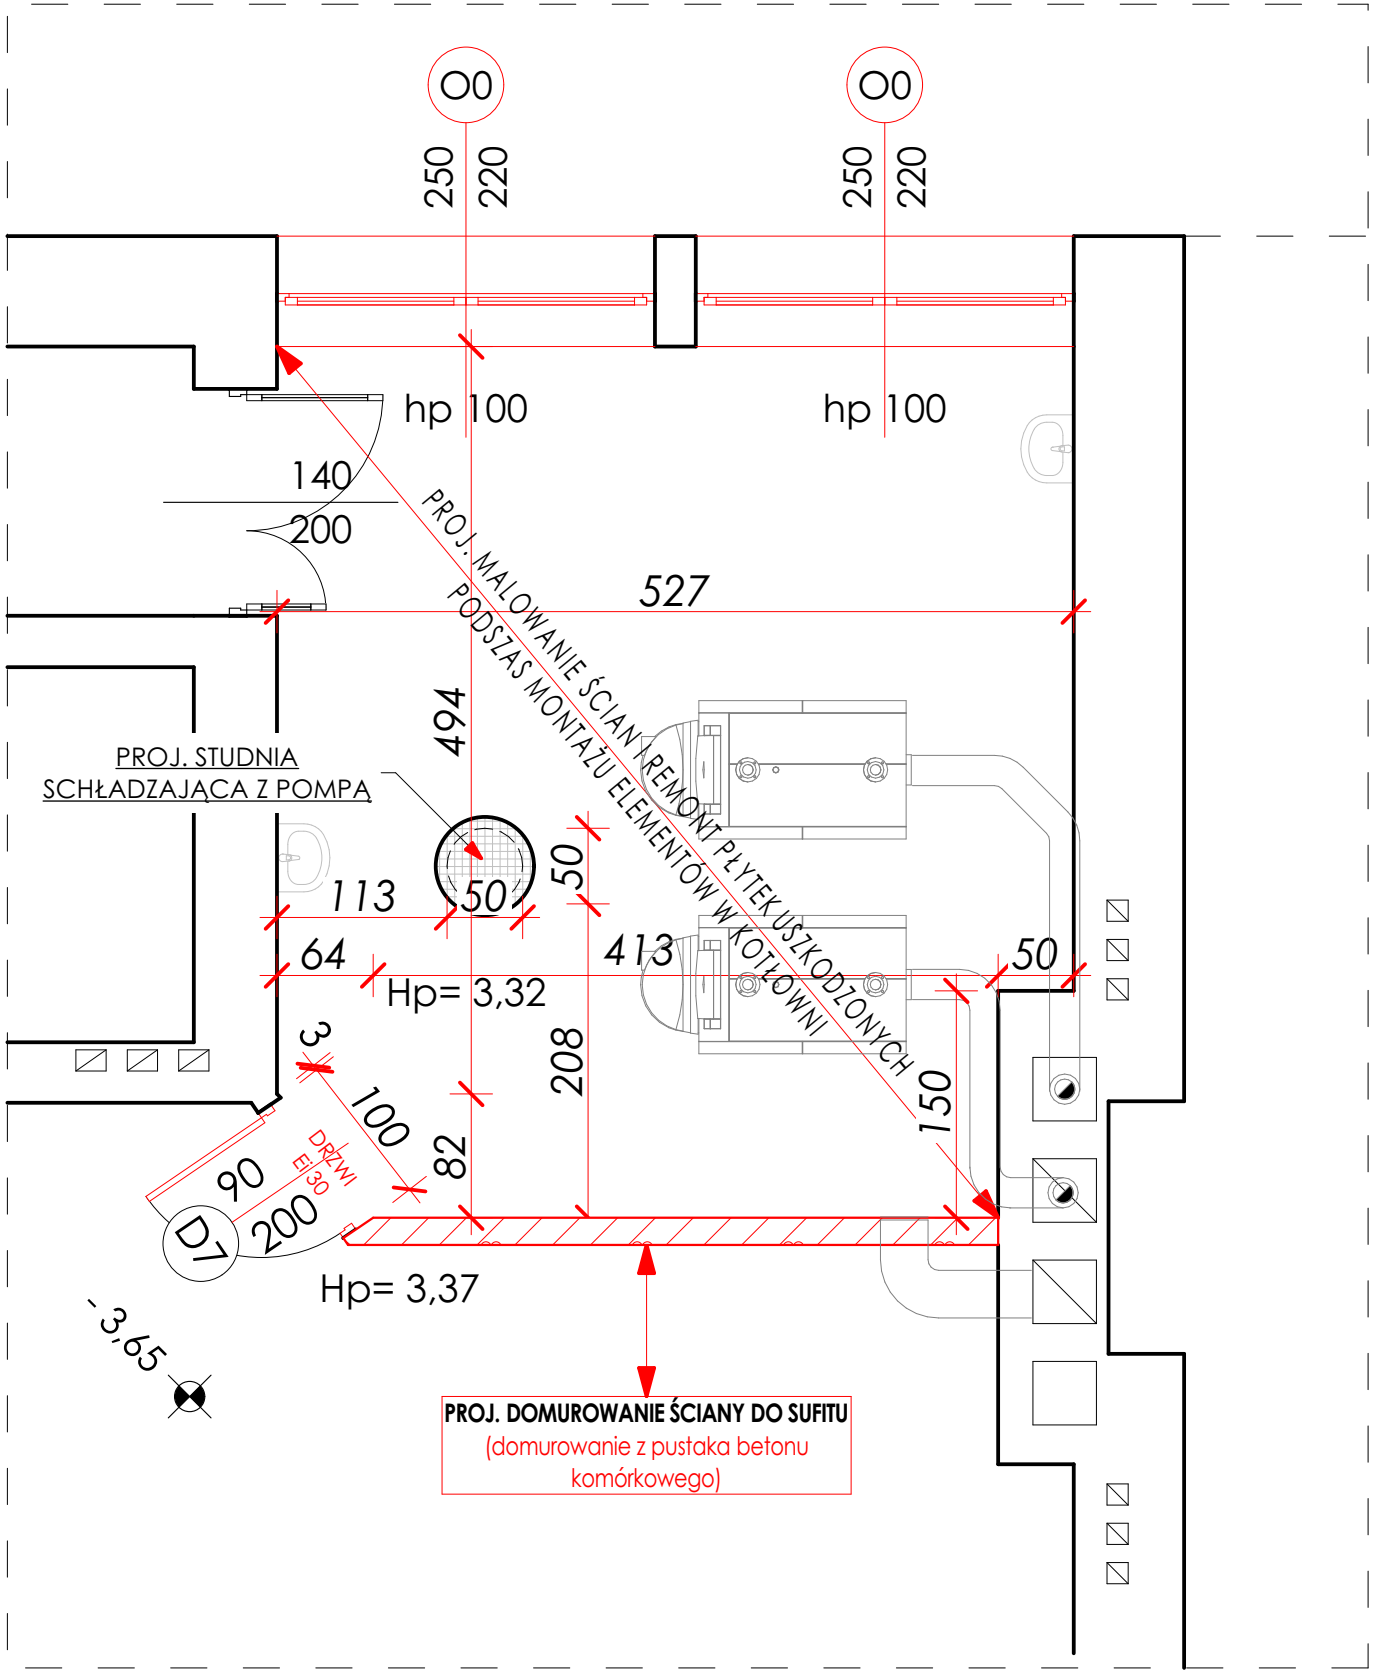 O0
O0
250
220
250
220
hp 100
hp 100
140
200
PROJ. MALOWANIE ŚCIAN I REMONT PŁYTEK USZKODZONYCH
PODSZAS MONTAŻU ELEMENTÓW W KOTŁOWNI
527
494
PROJ. STUDNIA
SCHŁADZAJĄCA Z POMPĄ
50
113
50
64
413
50
Hp= 3,32
3
208
100
150
82
DRZWI
Ei 30
90
200
D7
Hp= 3,37
- 3,65
PROJ. DOMUROWANIE ŚCIANY DO SUFITU
(domurowanie z pustaka betonu
komórkowego)